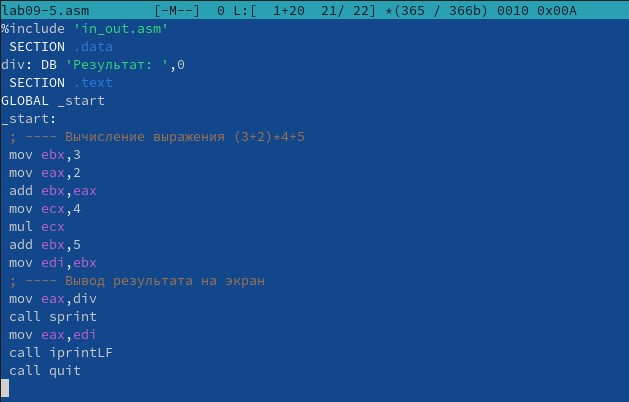 lab09-5.asm [-M--] 0 L:[ 1+20 21/ 22] *(365 / 366b) 0010 0x00A
%include 'in_out.asm'
SECTION .data
div: DB 'Результат: ',0
SECTION .text
GLOBAL _start
_start:
; ---- Вычисление выражения (3+2)*4+5
mov ebx,3
mov eax,2
add ebx,eax
mov ecx,4
mul ecx
add ebx,5
mov edi,ebx
; ---- Вывод результата на экран
mov eax,div
call sprint
mov eax,edi
call iprintLF
call quit